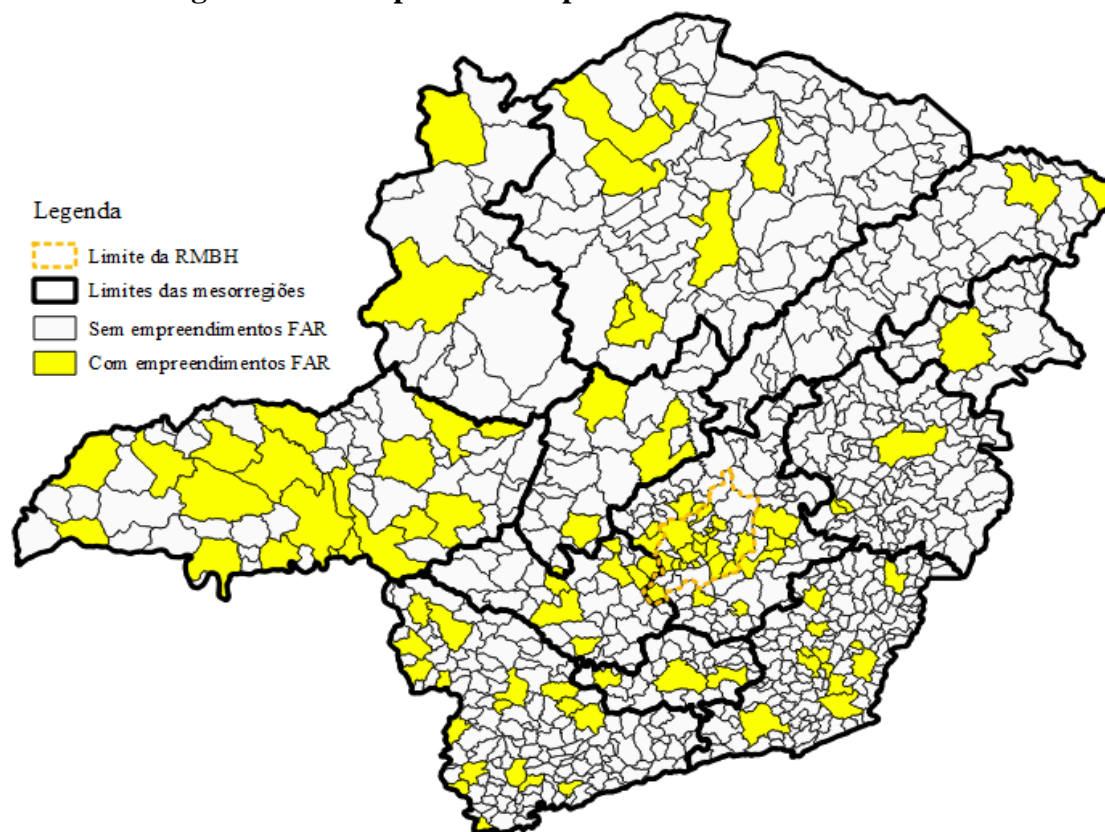 Legenda
Limite da RMBH
Limites das mesorregiões
Sem empreendimentos FAR
Com empreendimentos FAR